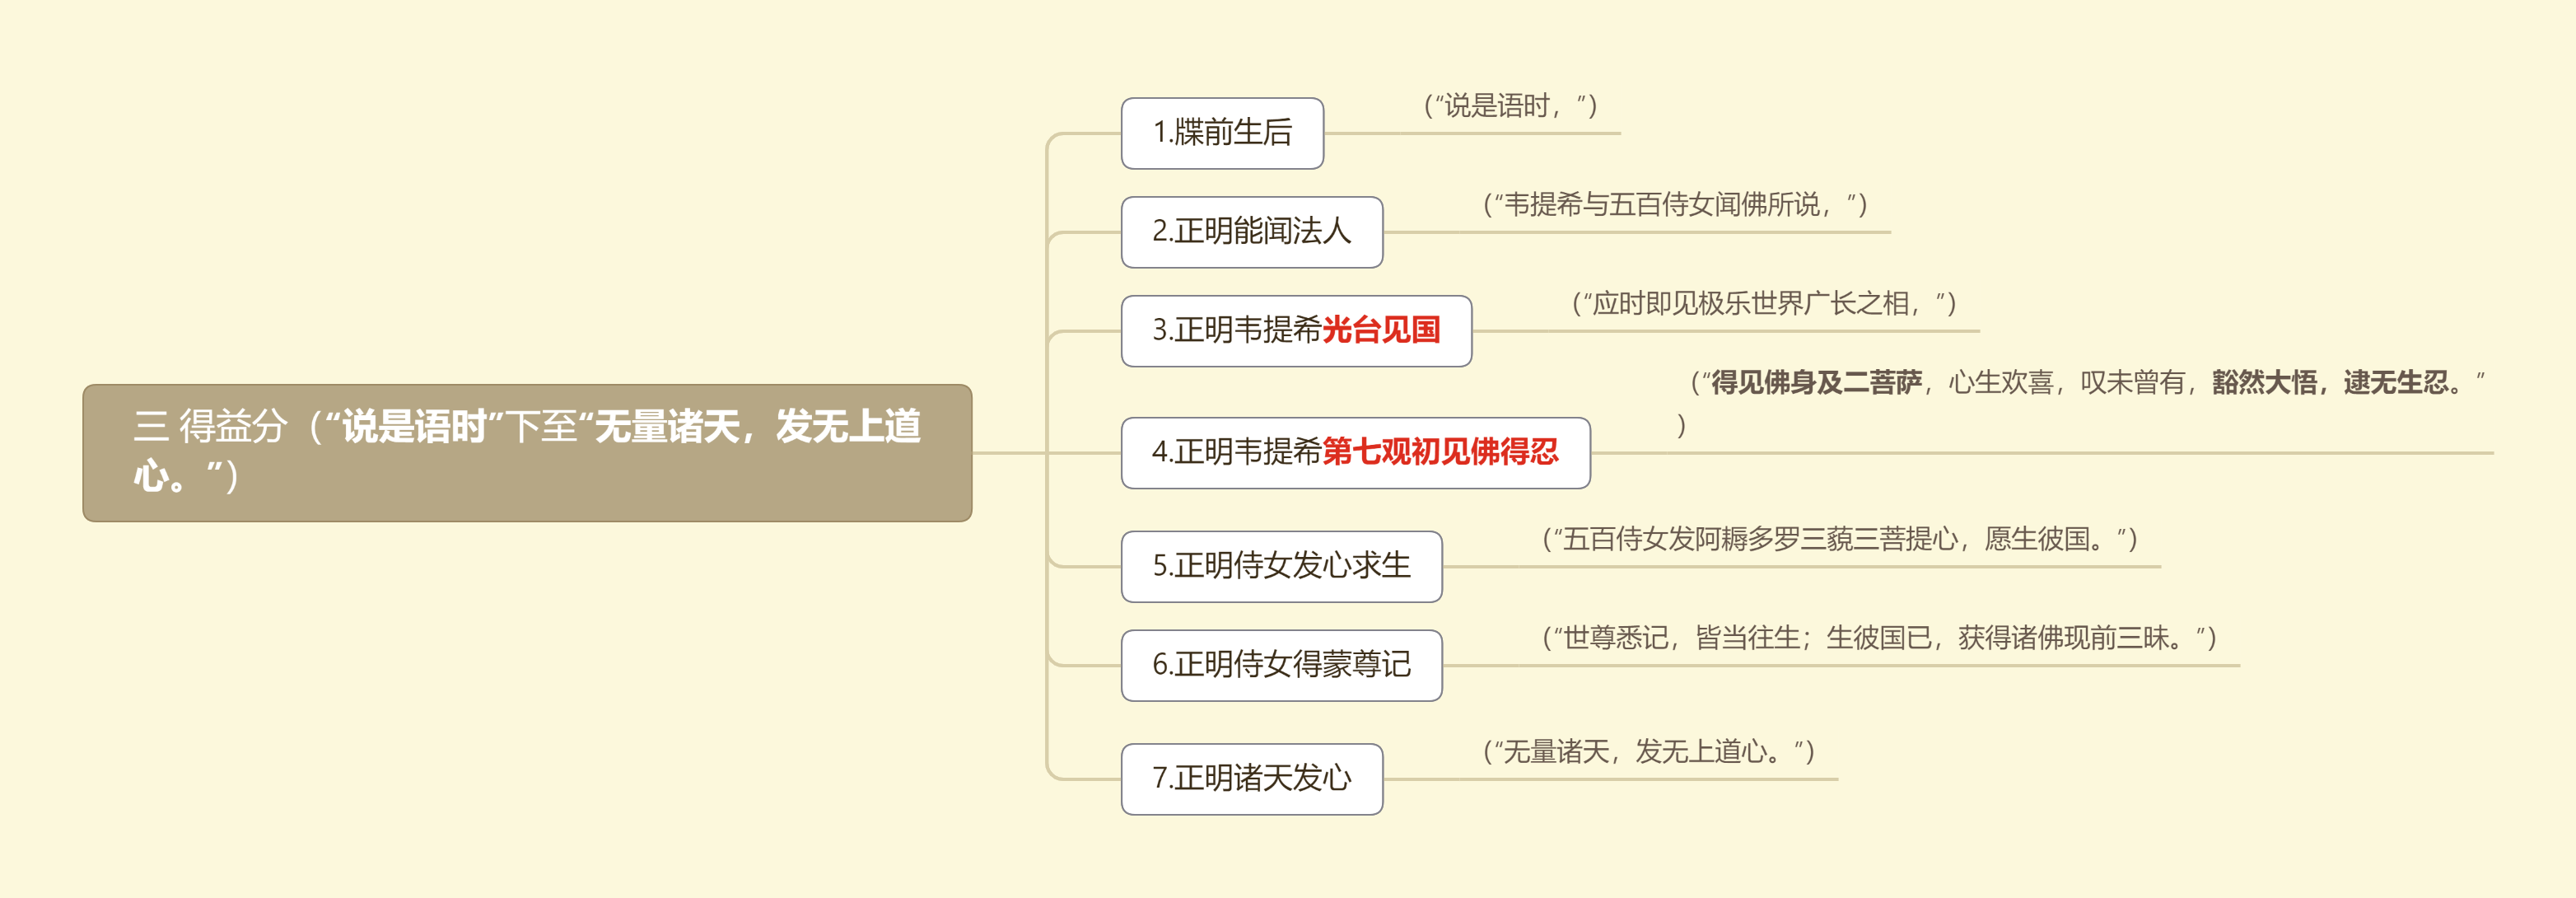 三 得益分（“说是语时”下至“无量诸天，发无上道
心。”）
1.牒前生后
（“说是语时，”）
2.正明能闻法人
（“韦提希与五百侍女闻佛所说，”）
3.正明韦提希光台见国
（“应时即见极乐世界广长之相，”）
4.正明韦提希第七观初见佛得忍
（“得见佛身及二菩萨，心生欢喜，叹未曾有，豁然大悟，逮无生忍。”
）
5.正明侍女发心求生
（“五百侍女发阿耨多罗三藐三菩提心，愿生彼国。”）
6.正明侍女得蒙尊记
（“世尊悉记，皆当往生；生彼国已，获得诸佛现前三昧。”）
7.正明诸天发心
（“无量诸天，发无上道心。”）